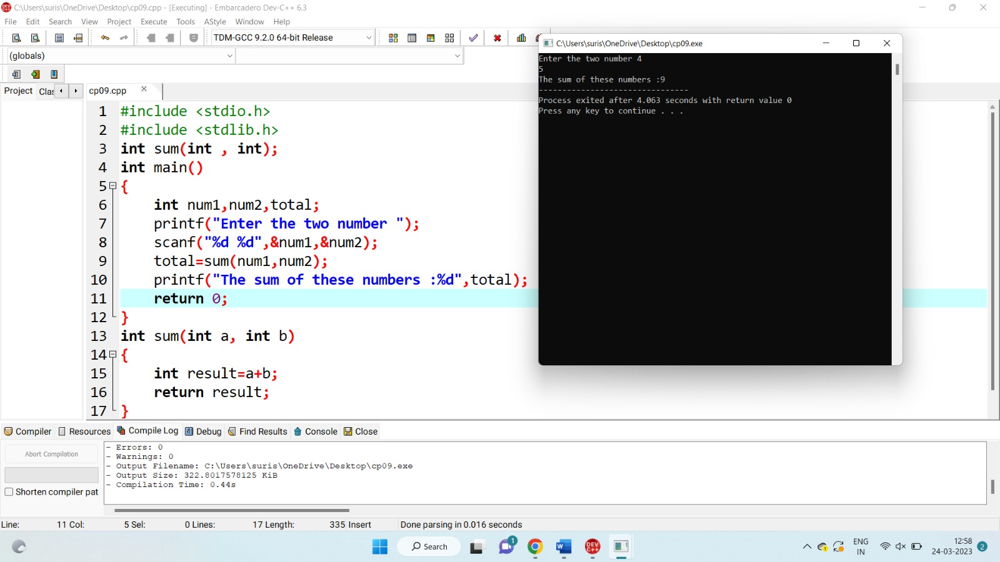 C:\Users\suris\OneDrive\Desktop\cp09.cpp - [Executing] - Embarcadero Dev-C++ 6.3
File Edit Search View Project Execute Tools AStyle Window Help
TDM-GCC 9.2.0 64-bit Release
(globals)
Project Clas
cp09.cpp
1 #include <stdio.h>
2 #include <stdlib.h>
3 int sum(int , int);
4 int main()
5 {
6 int num1,num2,total;
7 printf("Enter the two number ");
8 scanf("%d %d",&num1,&num2);
9 total=sum(num1,num2);
10 printf("The sum of these numbers :%d",total);
11 return 0;
12 }
13 int sum(int a, int b)
14 {
15 int result=a+b;
16 return result;
17 }
C:\Users\suris\OneDrive\Desktop\cp09.exe
Enter the two number 4
5
The sum of these numbers :9
--------------------------------
Process exited after 4.063 seconds with return value 0
Press any key to continue . . .
Compiler Resources Compile Log Debug Find Results Console Close
Abort Compilation
Shorten compiler pat
- Errors: 0
- Warnings: 0
- Output Filename: C:\Users\suris\OneDrive\Desktop\cp09.exe
- Output Size: 322.8017578125 KiB
- Compilation Time: 0.44s
Line: 11 Col: 5 Sel: 0 Lines: 17 Length: 335 Insert Done parsing in 0.016 seconds
Search
1
W
DEV C++
ENG
IN
12:58
24-03-2023
2